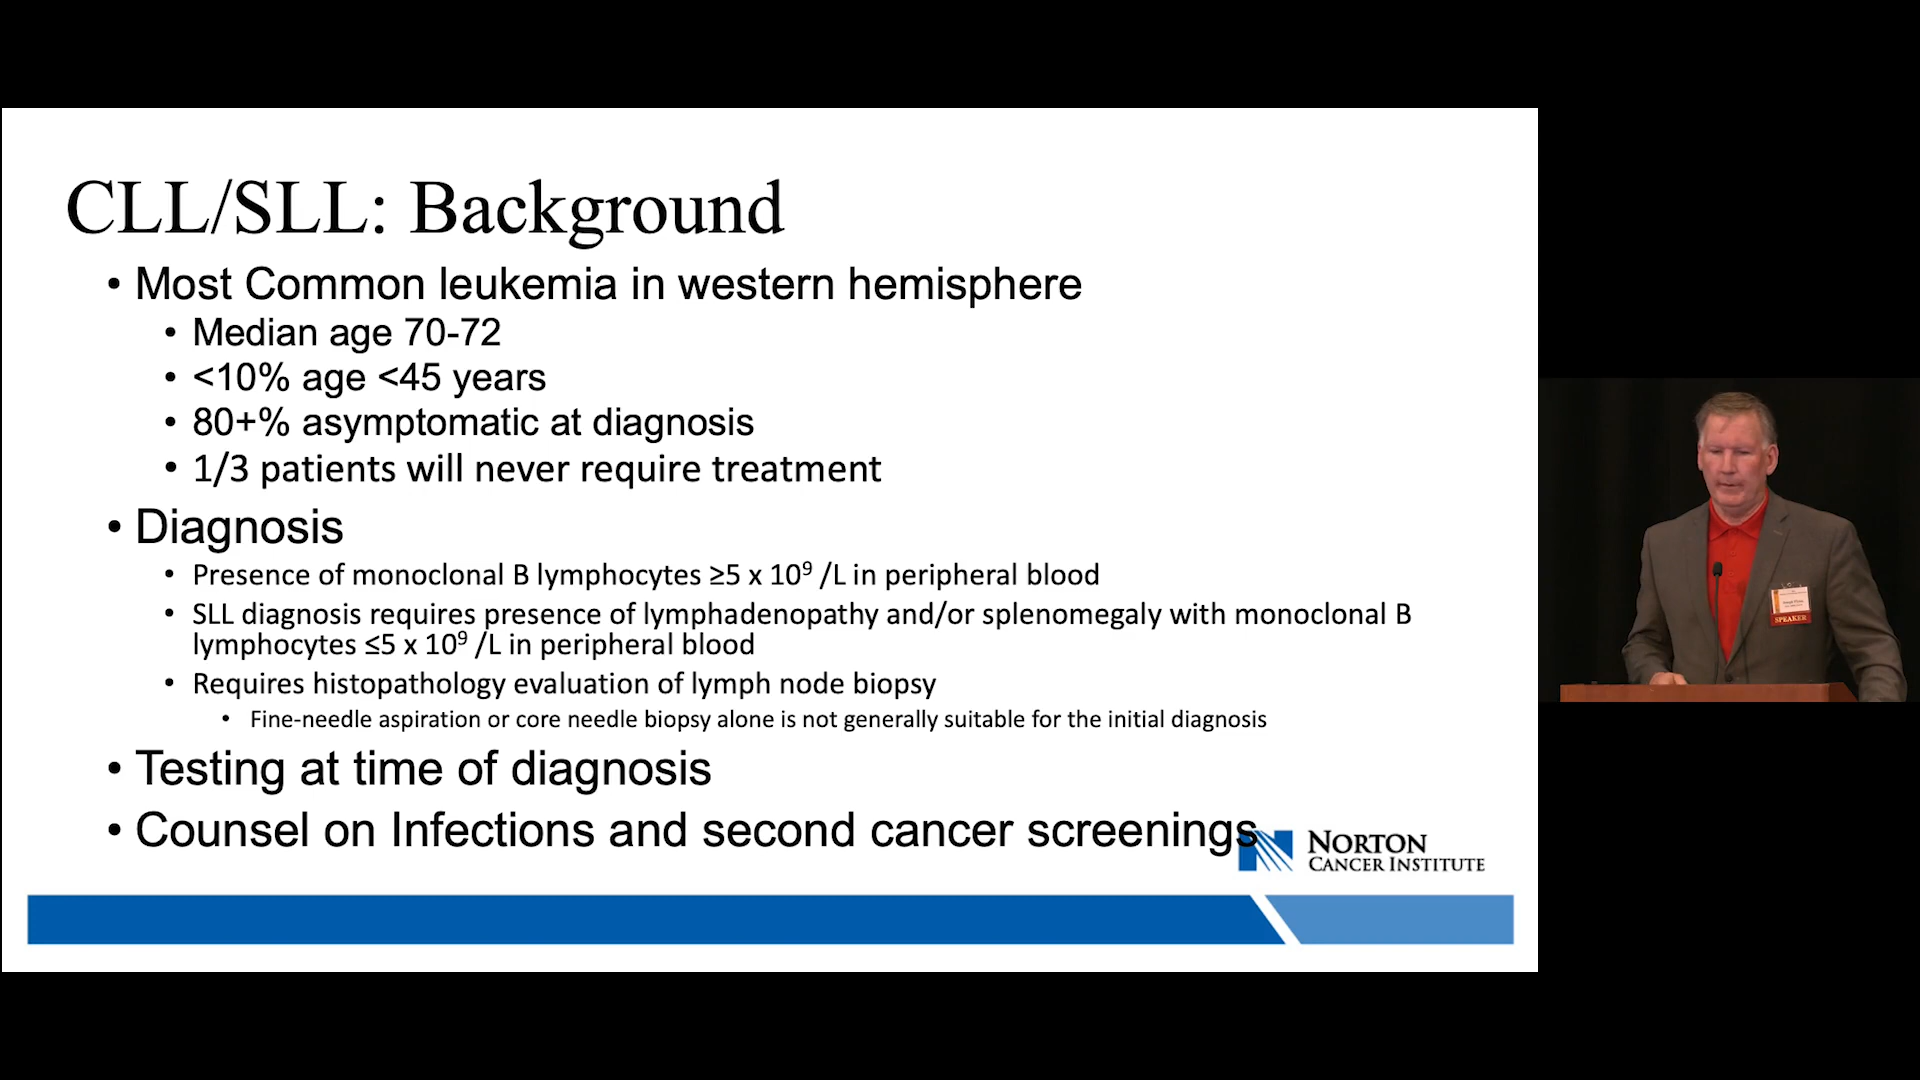 CLL/SLL: Background
• Most Common leukemia in western hemisphere
• Median age 70-72
• <10% age <45 years
• 80+% asymptomatic at diagnosis
• 1/3 patients will never require treatment
• Diagnosis
• Presence of monoclonal B lymphocytes ≥5 x 10⁹ /L in peripheral blood
• SLL diagnosis requires presence of lymphadenopathy and/or splenomegaly with monoclonal B
lymphocytes ≤5 x 10⁹ /L in peripheral blood
• Requires histopathology evaluation of lymph node biopsy
• Fine-needle aspiration or core needle biopsy alone is not generally suitable for the initial diagnosis
• Testing at time of diagnosis
• Counsel on Infections and second cancer screenings
NORTON
CANCER INSTITUTE
SPEAKER